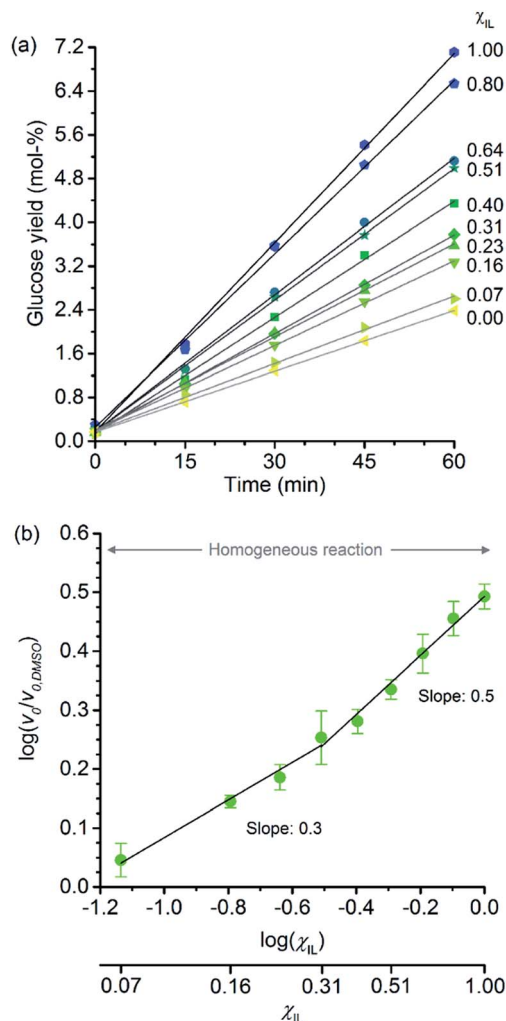 (a)
χIL
7.2
6.4
5.6
4.8
4.0
3.2
2.4
1.6
0.8
0.0
Glucose yield (mol-%)
1.00
0.80
0.64
0.51
0.40
0.31
0.23
0.16
0.07
0.00
0 15 30 45 60
Time (min)
(b)
0.6
0.5
0.4
0.3
0.2
0.1
0.0
log(v0/v0,DMSO)
Homogeneous reaction
Slope: 0.5
Slope: 0.3
-1.2 -1.0 -0.8 -0.6 -0.4 -0.2 0.0
log(χIL)
0.07 0.16 0.31 0.51 1.00
χIL